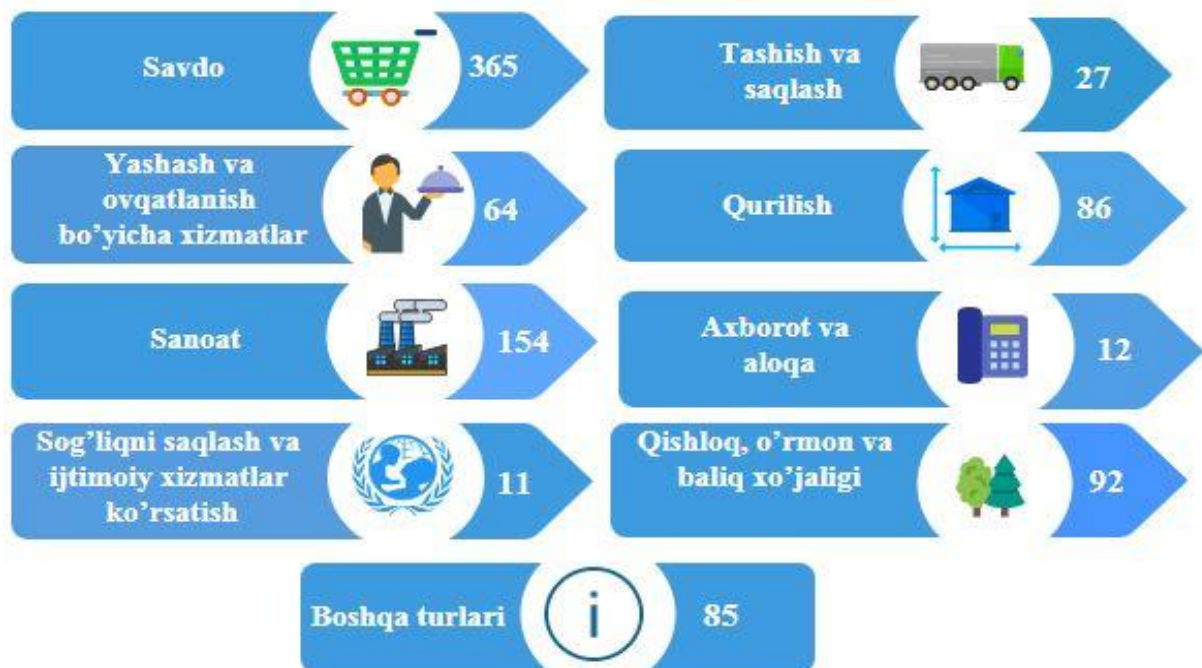 Savdo
365
Tashish va
saqlash
27
Yashash va
ovqatlanish
bo’yicha xizmatlar
64
Qurilish
86
Sanoat
154
Axborot va
aloqa
12
Sog’liqni saqlash va
ijtimoiy xizmatlar
ko’rsatish
11
Qishloq, o’rmon va
baliq xo’jaligi
92
Boshqa turlari
i
85